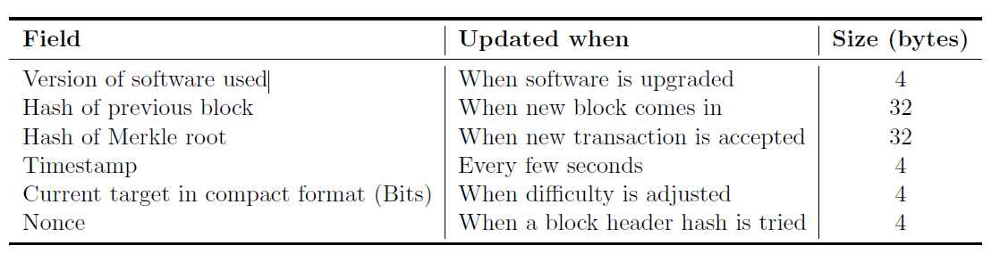 Field Updated when Size (bytes)
Version of software used When software is upgraded 4
Hash of previous block When new block comes in 32
Hash of Merkle root When new transaction is accepted 32
Timestamp Every few seconds 4
Current target in compact format (Bits) When difficulty is adjusted 4
Nonce When a block header hash is tried 4